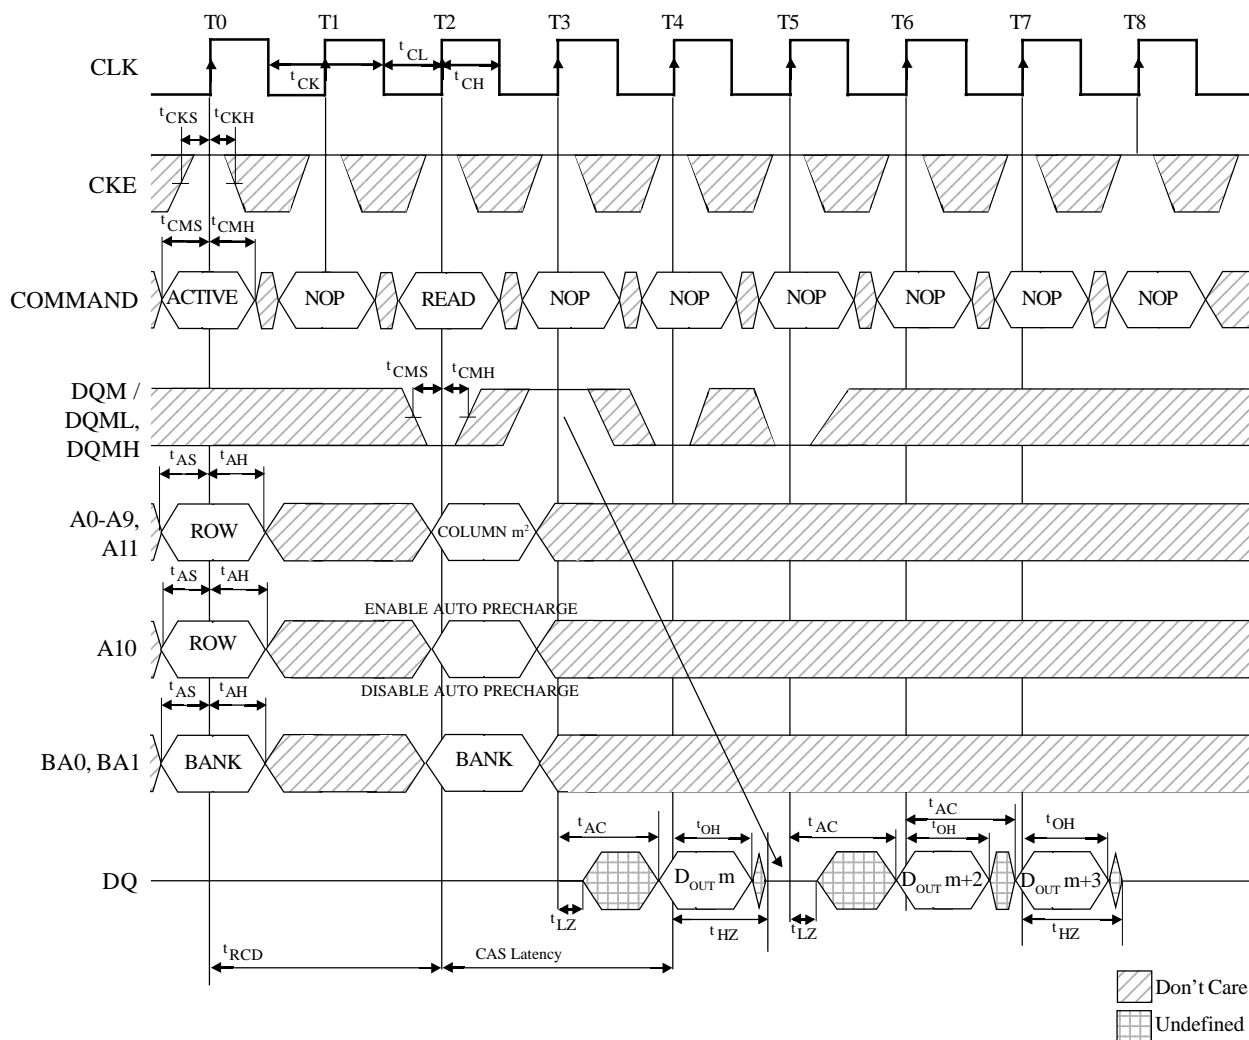 T0 T1 T2 T3 T4 T5 T6 T7 T8
CLK
tCK tCL tCH
tCKS tCKH
CKE
tCMS tCMH
COMMAND ACTIVE NOP READ NOP NOP NOP NOP NOP NOP
tCMS tCMH
DQM /
DQML,
DQMH
tAS tAH
A0-A9,
A11
ROW COLUMN m²
tAS tAH
ENABLE AUTO PRECHARGE
A10 ROW
DISABLE AUTO PRECHARGE
tAS tAH
BA0, BA1 BANK BANK
tAC tOH tAC tAC tOH tOH
DQ DOUT m DOUT m+2 DOUT m+3
tLZ tHZ tLZ tHZ
tRCD CAS Latency
Don't Care
Undefined